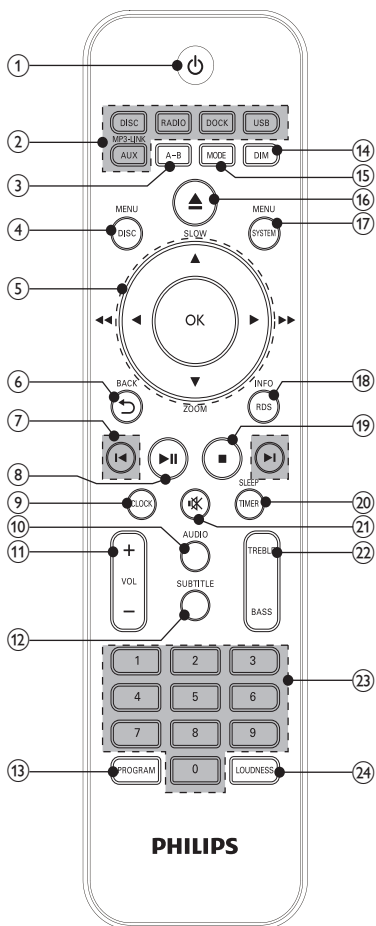 ①
DISC RADIO DOCK USB
②
MP3-LINK
AUX A-B MODE DIM
⑭
③
⑮
⑯
MENU MENU
④ DISC SYSTEM ⑰
SLOW
⑤
OK
BACK INFO
⑥ RDS ⑱
ZOOM
⑦
⑲
⑧
SLEEP
⑨ CLOCK TIMER ⑳
㉑
⑩ AUDIO
⑪ + TREBLE ㉒
VOL
SUBTITLE
– BASS
⑫
1 2 3
㉓
4 5 6
7 8 9
⑬ PROGRAM 0 LOUDNESS ㉔
PHILIPS